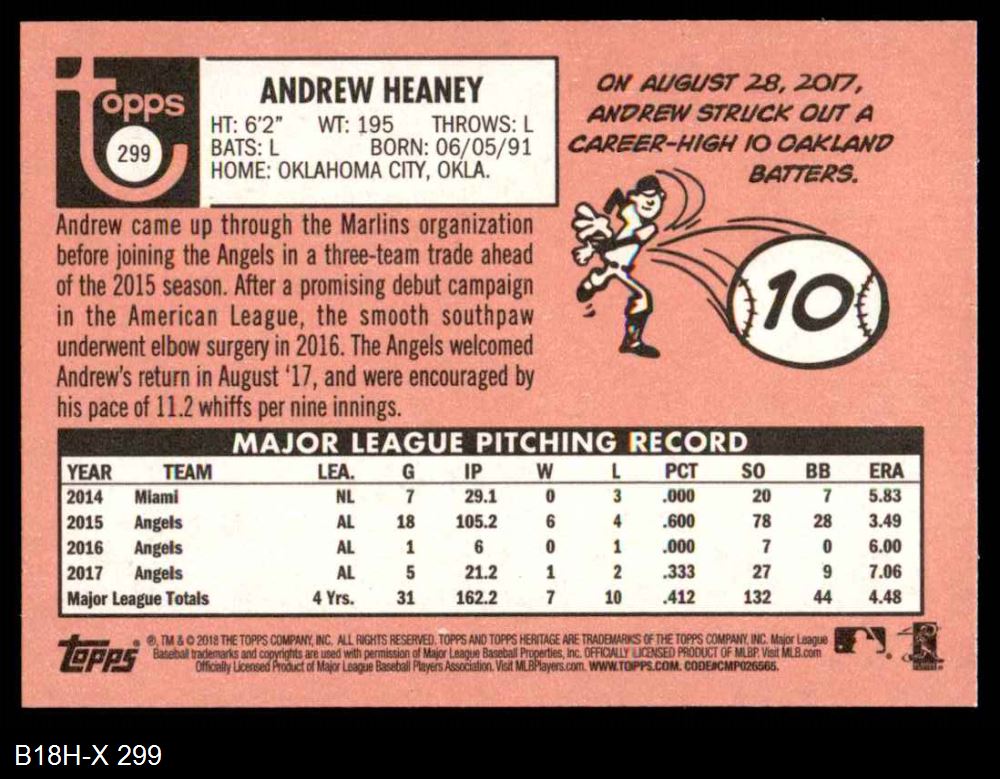 Topps
299
ANDREW HEANEY
HT: 6'2" WT: 195 THROWS: L
BATS: L BORN: 06/05/91
HOME: OKLAHOMA CITY, OKLA.
ON AUGUST 28, 2017,
ANDREW STRUCK OUT A
CAREER-HIGH 10 OAKLAND
BATTERS.
10
Andrew came up through the Marlins organization
before joining the Angels in a three-team trade ahead
of the 2015 season. After a promising debut campaign
in the American League, the smooth southpaw
underwent elbow surgery in 2016. The Angels welcomed
Andrew's return in August '17, and were encouraged by
his pace of 11.2 whiffs per nine innings.
MAJOR LEAGUE PITCHING RECORD
YEAR TEAM LEA. G IP W L PCT SO BB ERA
2014 Miami NL 7 29.1 0 3 .000 20 7 5.83
2015 Angels AL 18 105.2 6 4 .600 78 28 3.49
2016 Angels AL 1 6 0 1 .000 7 0 6.00
2017 Angels AL 5 21.2 1 2 .333 27 9 7.06
Major League Totals 4 Yrs. 31 162.2 7 10 .412 132 44 4.48
Topps
®, TM & © 2018 THE TOPPS COMPANY, INC. ALL RIGHTS RESERVED. TOPPS AND TOPPS HERITAGE ARE TRADEMARKS OF THE TOPPS COMPANY, INC. Major League
Baseball trademarks and copyrights are used with permission of Major League Baseball Properties, Inc. OFFICIALLY LICENSED PRODUCT OF MLBP. Visit MLB.com
Officially Licensed Product of Major League Baseball Players Association. Visit MLBPlayers.com. WWW.TOPPS.COM. CODE#CMP026565.
B18H-X 299